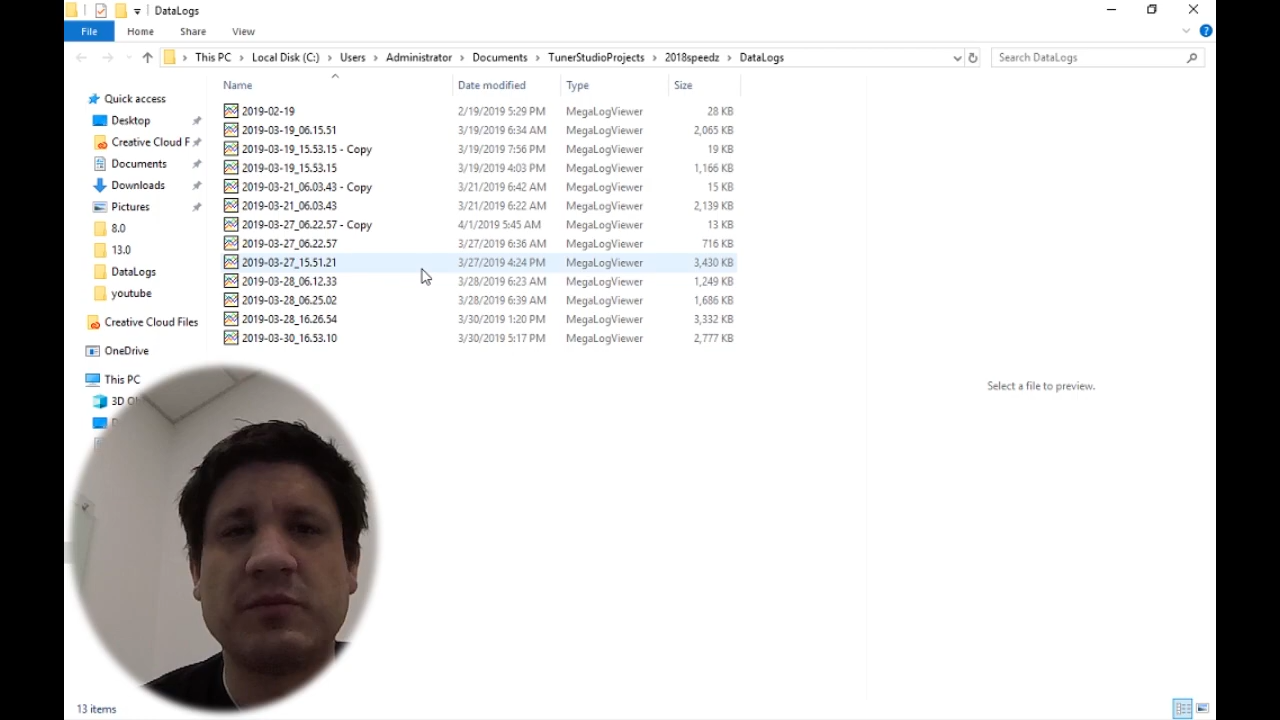 DataLogs
File Home Share View
This PC Local Disk (C:) Users Administrator Documents TunerStudioProjects 2018speedz DataLogs Search DataLogs
Name Date modified Type Size
Quick access
Desktop
Creative Cloud F
Documents
Downloads
Pictures
8.0
13.0
DataLogs
youtube
Creative Cloud Files
OneDrive
This PC
2019-02-19 2/19/2019 5:29 PM MegaLogViewer 28 KB
2019-03-19_06.15.51 3/19/2019 6:34 AM MegaLogViewer 2,065 KB
2019-03-19_15.53.15 - Copy 3/19/2019 7:56 PM MegaLogViewer 19 KB
2019-03-19_15.53.15 3/19/2019 4:03 PM MegaLogViewer 1,166 KB
2019-03-21_06.03.43 - Copy 3/21/2019 6:42 AM MegaLogViewer 15 KB
2019-03-21_06.03.43 3/21/2019 6:22 AM MegaLogViewer 2,139 KB
2019-03-27_06.22.57 - Copy 4/1/2019 5:45 AM MegaLogViewer 13 KB
2019-03-27_06.22.57 3/27/2019 6:36 AM MegaLogViewer 716 KB
2019-03-27_15.51.21 3/27/2019 4:24 PM MegaLogViewer 3,430 KB
2019-03-28_06.12.33 3/28/2019 6:23 AM MegaLogViewer 1,249 KB
2019-03-28_06.25.02 3/28/2019 6:39 AM MegaLogViewer 1,686 KB
2019-03-28_16.26.54 3/30/2019 1:20 PM MegaLogViewer 3,332 KB
2019-03-30_16.53.10 3/30/2019 5:17 PM MegaLogViewer 2,777 KB
Select a file to preview.
13 items